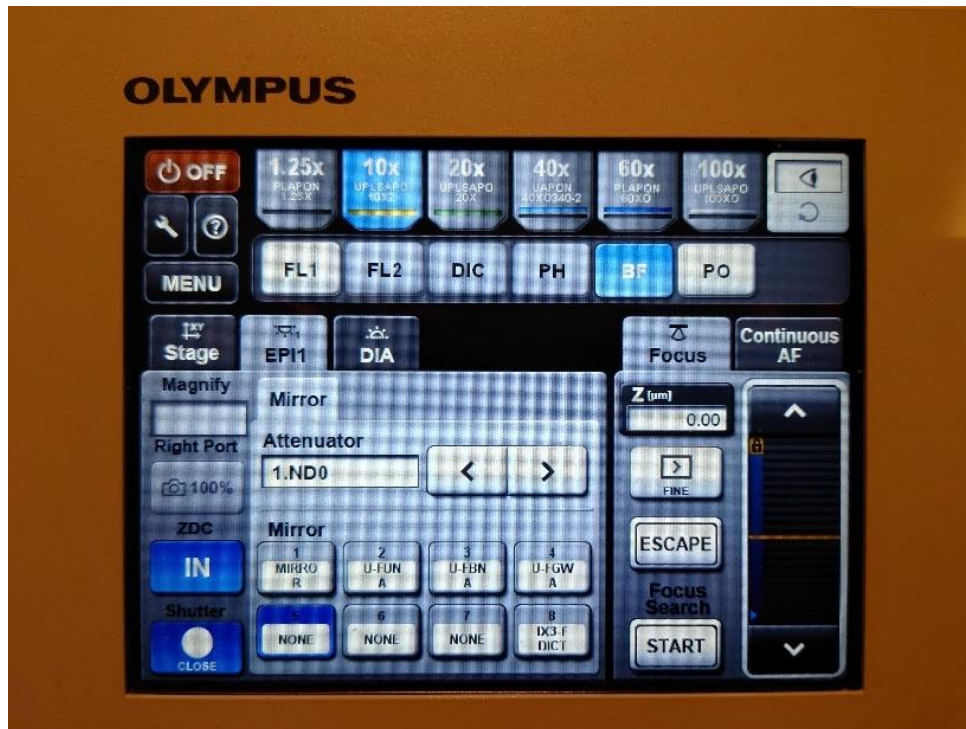 OLYMPUS
OFF
1.25x
PLAPON
1.25X
10x
UPLSAPO
10X2
20x
UPLSAPO
20X
40x
UAPON
40XO340-2
60x
PLAPON
60XO
100x
UPLSAPO
100XO
?
MENU
FL1
FL2
DIC
PH
BF
PO
XY
Stage
EPI1
DIA
Focus
Continuous
AF
Magnify
Right Port
100%
ZDC
IN
Shutter
CLOSE
Mirror
Attenuator
1.ND0
<
>
Mirror
1
MIRRO
R
2
U-FUN
A
3
U-FBN
A
4
U-FGW
A
5
NONE
6
NONE
7
NONE
8
IX3-F
DICT
Z [µm]
0.00
FINE
ESCAPE
Focus
Search
START